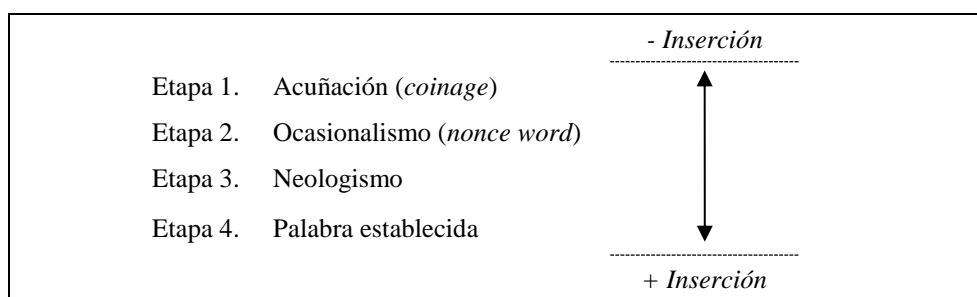 - Inserción
Etapa 1. Acuñación (coinage)
Etapa 2. Ocasionalismo (nonce word)
Etapa 3. Neologismo
Etapa 4. Palabra establecida
+ Inserción